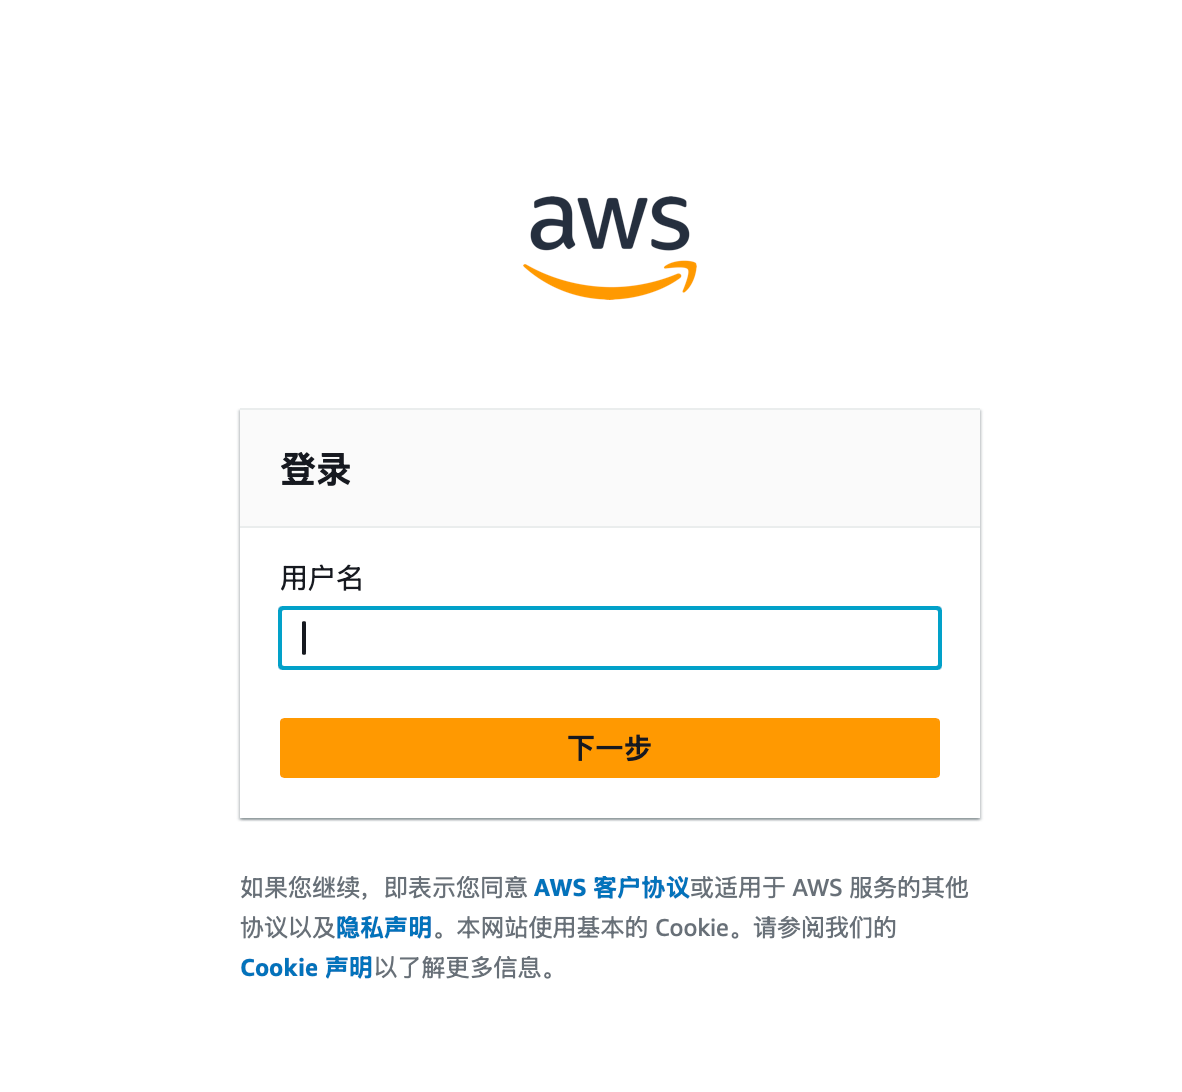 aws
登录
用户名
下一步
如果您继续，即表示您同意 AWS 客户协议或适用于 AWS 服务的其他
协议以及隐私声明。本网站使用基本的 Cookie。请参阅我们的
Cookie 声明以了解更多信息。